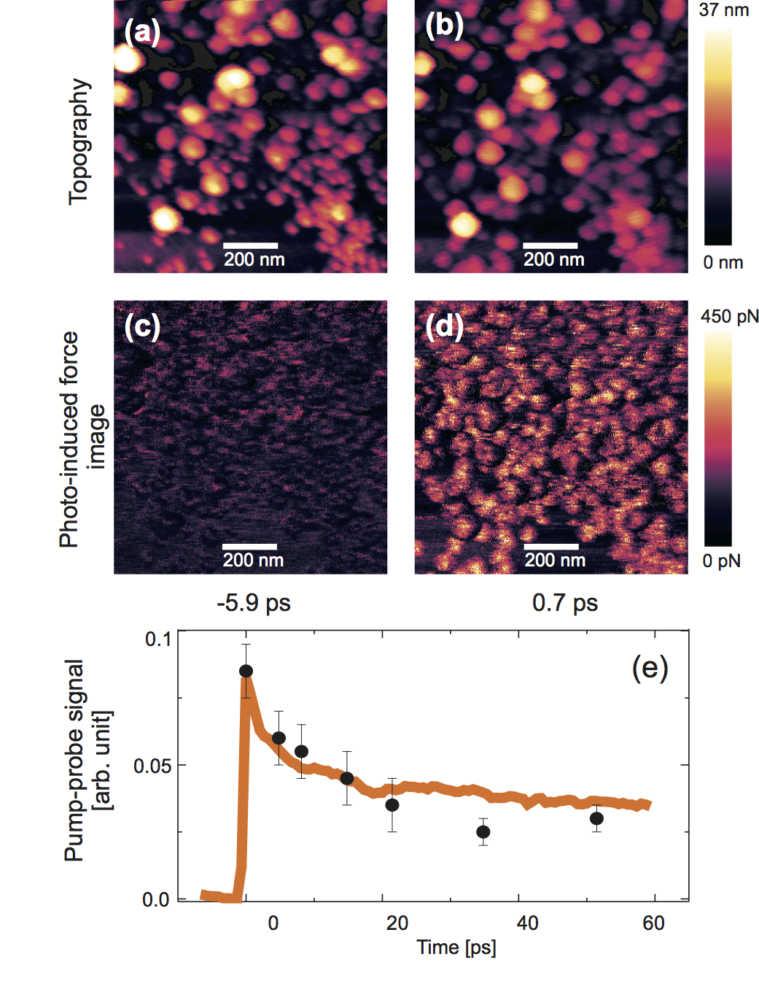 37 nm
(a)
(b)
Topography
200 nm
200 nm
0 nm
450 pN
(c)
(d)
Photo-induced force
image
200 nm
200 nm
0 pN
-5.9 ps
0.7 ps
0.1
(e)
Pump-probe signal
[arb. unit]
0.05
0.0
0
20
40
60
Time [ps]